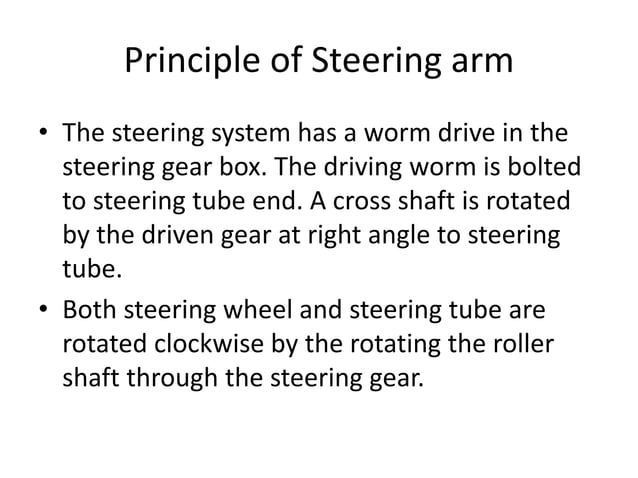 Principle of Steering arm
• The steering system has a worm drive in the
steering gear box. The driving worm is bolted
to steering tube end. A cross shaft is rotated
by the driven gear at right angle to steering
tube.
• Both steering wheel and steering tube are
rotated clockwise by the rotating the roller
shaft through the steering gear.